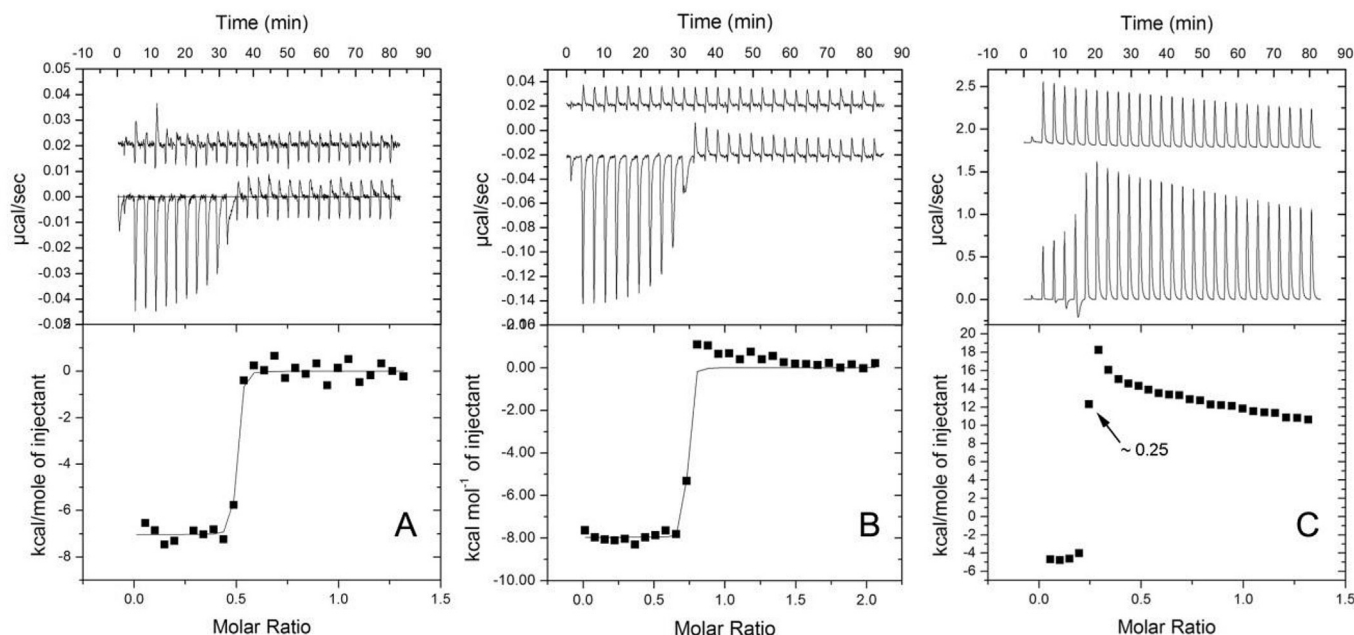 Time (min)
-10 0 10 20 30 40 50 60 70 80 90
0.05
0.04
0.03
0.02
0.01
0.00
-0.01
-0.02
-0.03
-0.04
-0.05
µcal/sec
2
0
-2
-4
-6
-8
kcal/mole of injectant
A
0.0 0.5 1.0 1.5
Molar Ratio
Time (min)
0 10 20 30 40 50 60 70 80 90
0.04
0.02
0.00
-0.02
-0.04
-0.06
-0.08
-0.10
-0.12
-0.14
µcal/sec
0.00
-2.00
-4.00
-6.00
-8.00
-10.00
kcal mol⁻¹ of injectant
B
0.0 0.5 1.0 1.5 2.0
Molar Ratio
Time (min)
-10 0 10 20 30 40 50 60 70 80 90
2.5
2.0
1.5
1.0
0.5
0.0
µcal/sec
20
18
16
14
12
10
8
6
4
2
0
-2
-4
-6
kcal/mole of injectant
~ 0.25
C
0.0 0.5 1.0 1.5
Molar Ratio